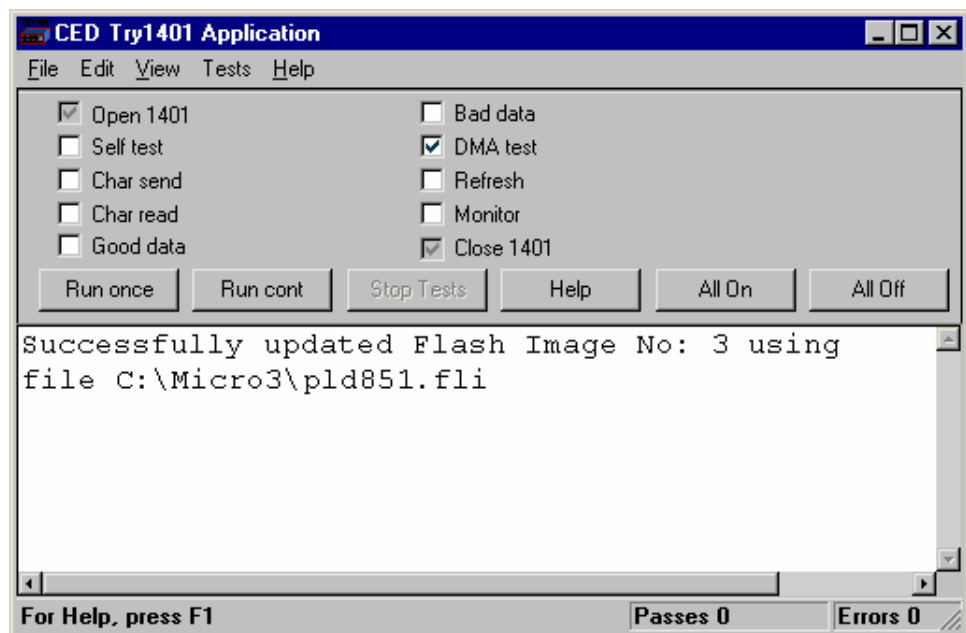 CED Try1401 Application
File Edit View Tests Help
Open 1401
Self test
Char send
Char read
Good data
Bad data
DMA test
Refresh
Monitor
Close 1401
Run once Run cont Stop Tests Help All On All Off
Successfully updated Flash Image No: 3 using
file C:\Micro3\pld851.fli
For Help, press F1 Passes 0 Errors 0